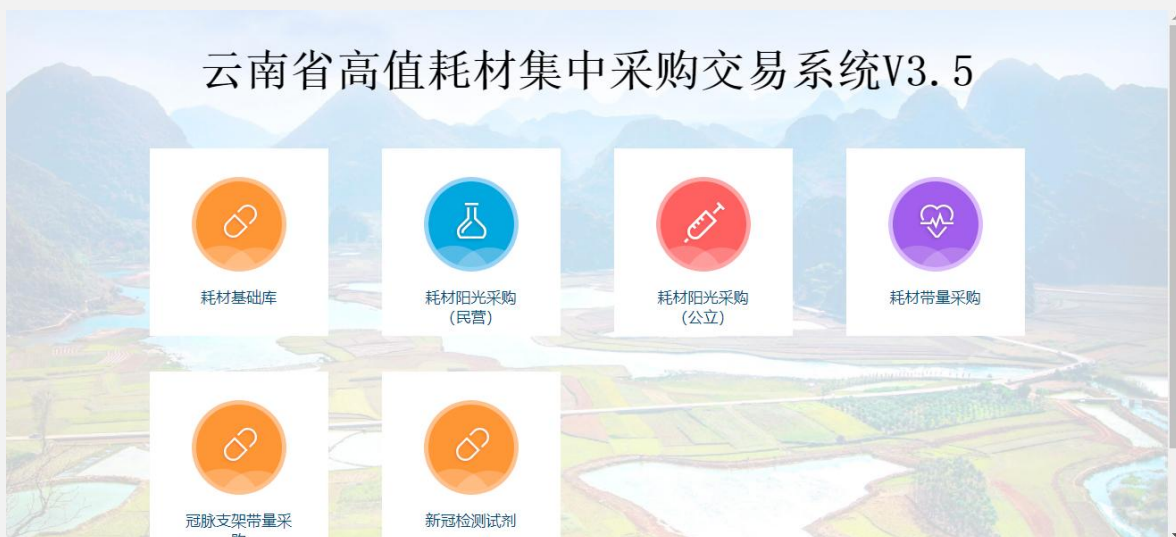 云南省高值耗材集中采购交易系统V3.5
耗材基础库
耗材阳光采购
(民营)
耗材阳光采购
(公立)
耗材带量采购
冠脉支架带量采
新冠检测试剂